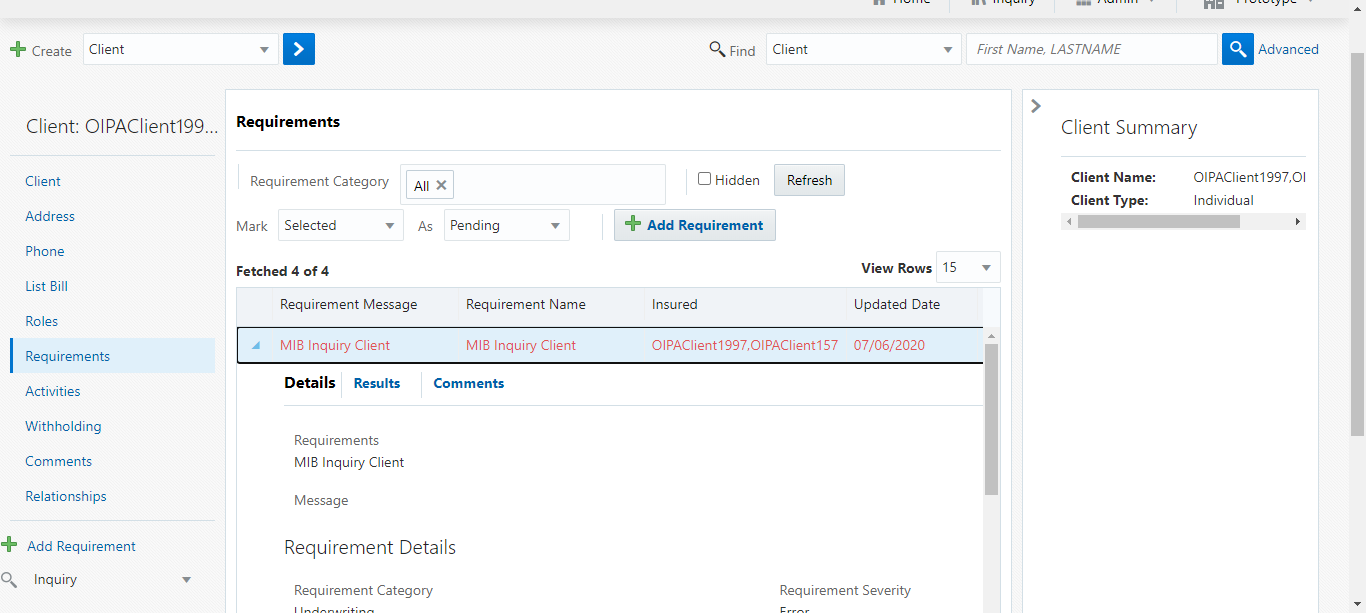 Home Inquiry Admin Prototype
Create Client Find Client First Name, LASTNAME Advanced
Client: OIPAClient199...
Client
Address
Phone
List Bill
Roles
Requirements
Activities
Withholding
Comments
Relationships
Add Requirement
Inquiry
Requirements
Requirement Category All Hidden Refresh
Mark Selected As Pending Add Requirement
Fetched 4 of 4 View Rows 15
Requirement Message Requirement Name Insured Updated Date
MIB Inquiry Client MIB Inquiry Client OIPAClient1997,OIPAClient157 07/06/2020
Details Results Comments
Requirements
MIB Inquiry Client
Message
Requirement Details
Requirement Category Requirement Severity
Underwriting Error
Client Summary
Client Name: OIPAClient1997,OI
Client Type: Individual